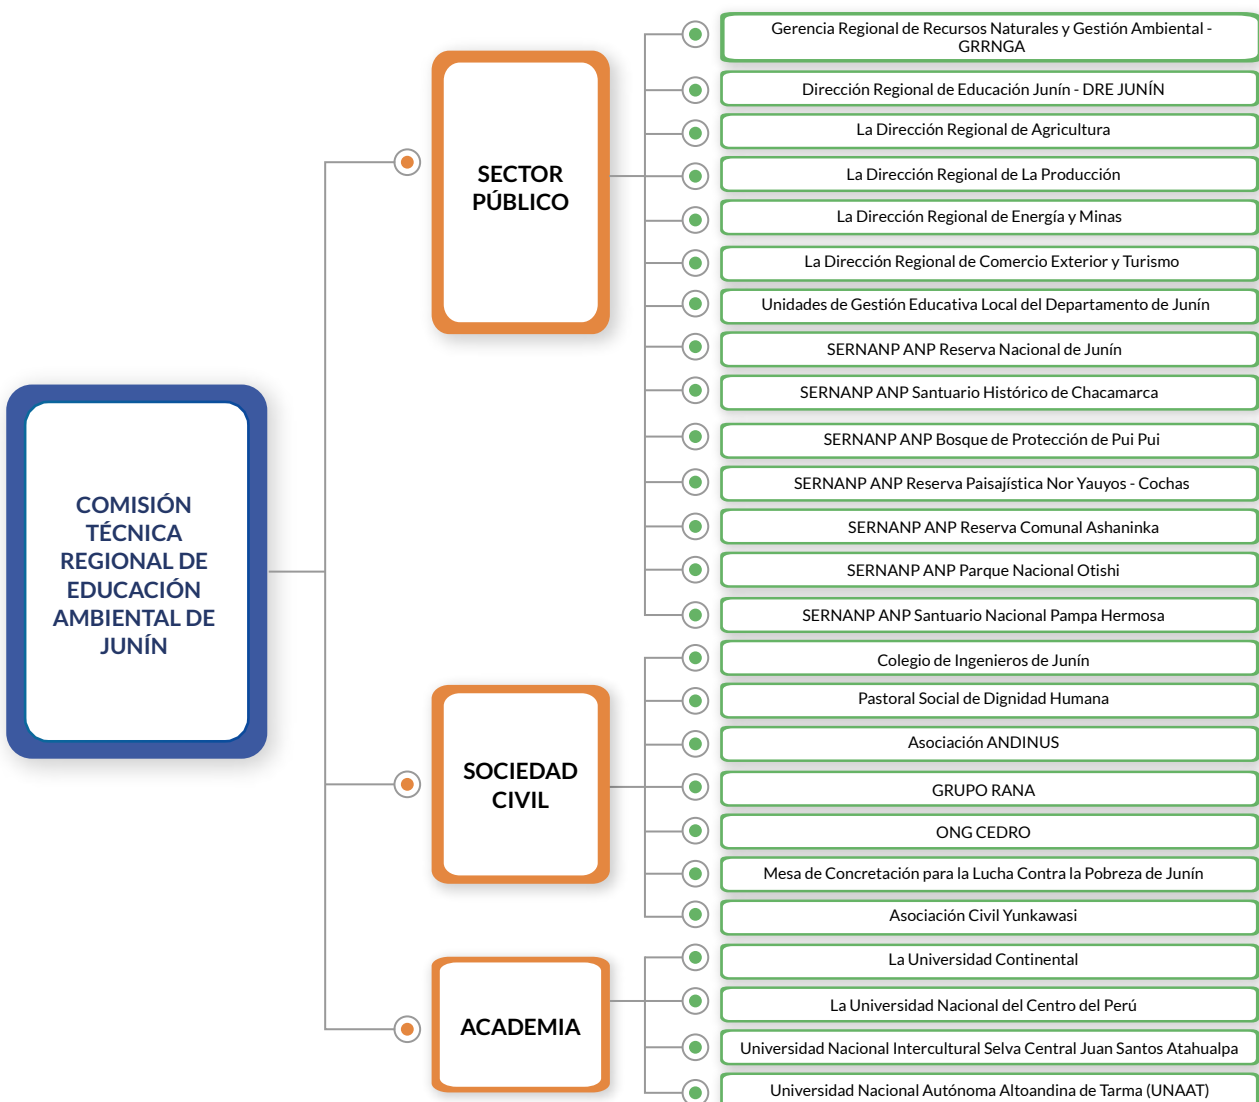 COMISIÓN
TÉCNICA
REGIONAL DE
EDUCACIÓN
AMBIENTAL DE
JUNÍN
SECTOR
PÚBLICO
Gerencia Regional de Recursos Naturales y Gestión Ambiental -
GRRNGA
Dirección Regional de Educación Junín - DRE JUNÍN
La Dirección Regional de Agricultura
La Dirección Regional de La Producción
La Dirección Regional de Energía y Minas
La Dirección Regional de Comercio Exterior y Turismo
Unidades de Gestión Educativa Local del Departamento de Junín
SERNANP ANP Reserva Nacional de Junín
SERNANP ANP Santuario Histórico de Chacamarca
SERNANP ANP Bosque de Protección de Pui Pui
SERNANP ANP Reserva Paisajística Nor Yauyos - Cochas
SERNANP ANP Reserva Comunal Ashaninka
SERNANP ANP Parque Nacional Otishi
SERNANP ANP Santuario Nacional Pampa Hermosa
SOCIEDAD
CIVIL
Colegio de Ingenieros de Junín
Pastoral Social de Dignidad Humana
Asociación ANDINUS
GRUPO RANA
ONG CEDRO
Mesa de Concretación para la Lucha Contra la Pobreza de Junín
Asociación Civil Yunkawasi
ACADEMIA
La Universidad Continental
La Universidad Nacional del Centro del Perú
Universidad Nacional Intercultural Selva Central Juan Santos Atahualpa
Universidad Nacional Autónoma Altoandina de Tarma (UNAAT)